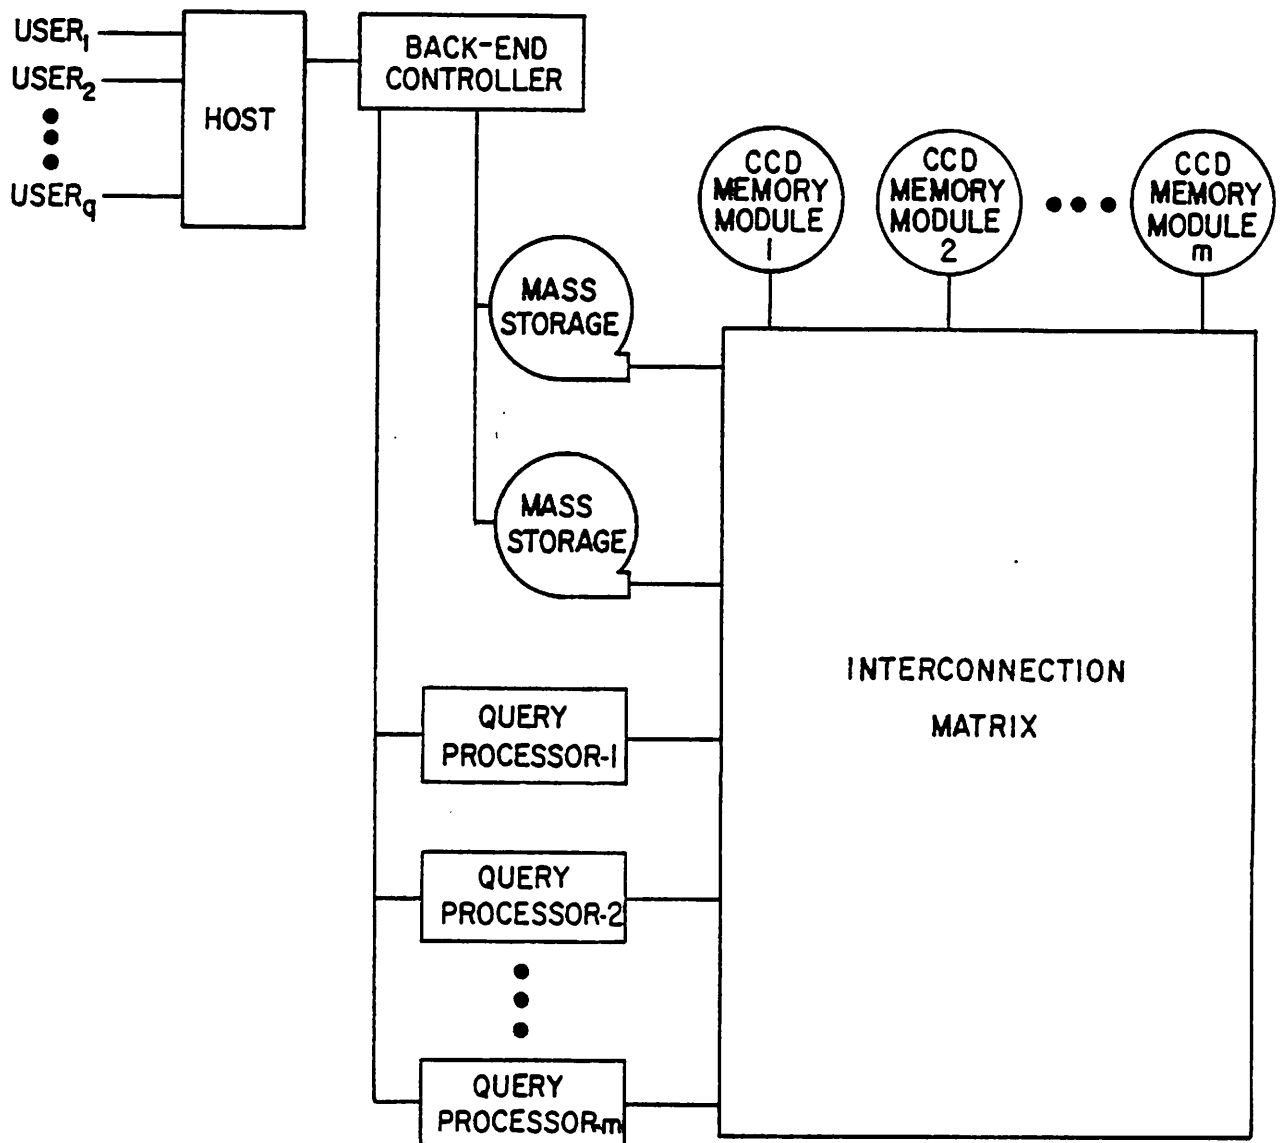 USER₁
USER₂
USERq
HOST
BACK-END
CONTROLLER
CCD
MEMORY
MODULE
1
CCD
MEMORY
MODULE
2
CCD
MEMORY
MODULE
m
MASS
STORAGE
MASS
STORAGE
INTERCONNECTION
MATRIX
QUERY
PROCESSOR-1
QUERY
PROCESSOR-2
QUERY
PROCESSOR-m